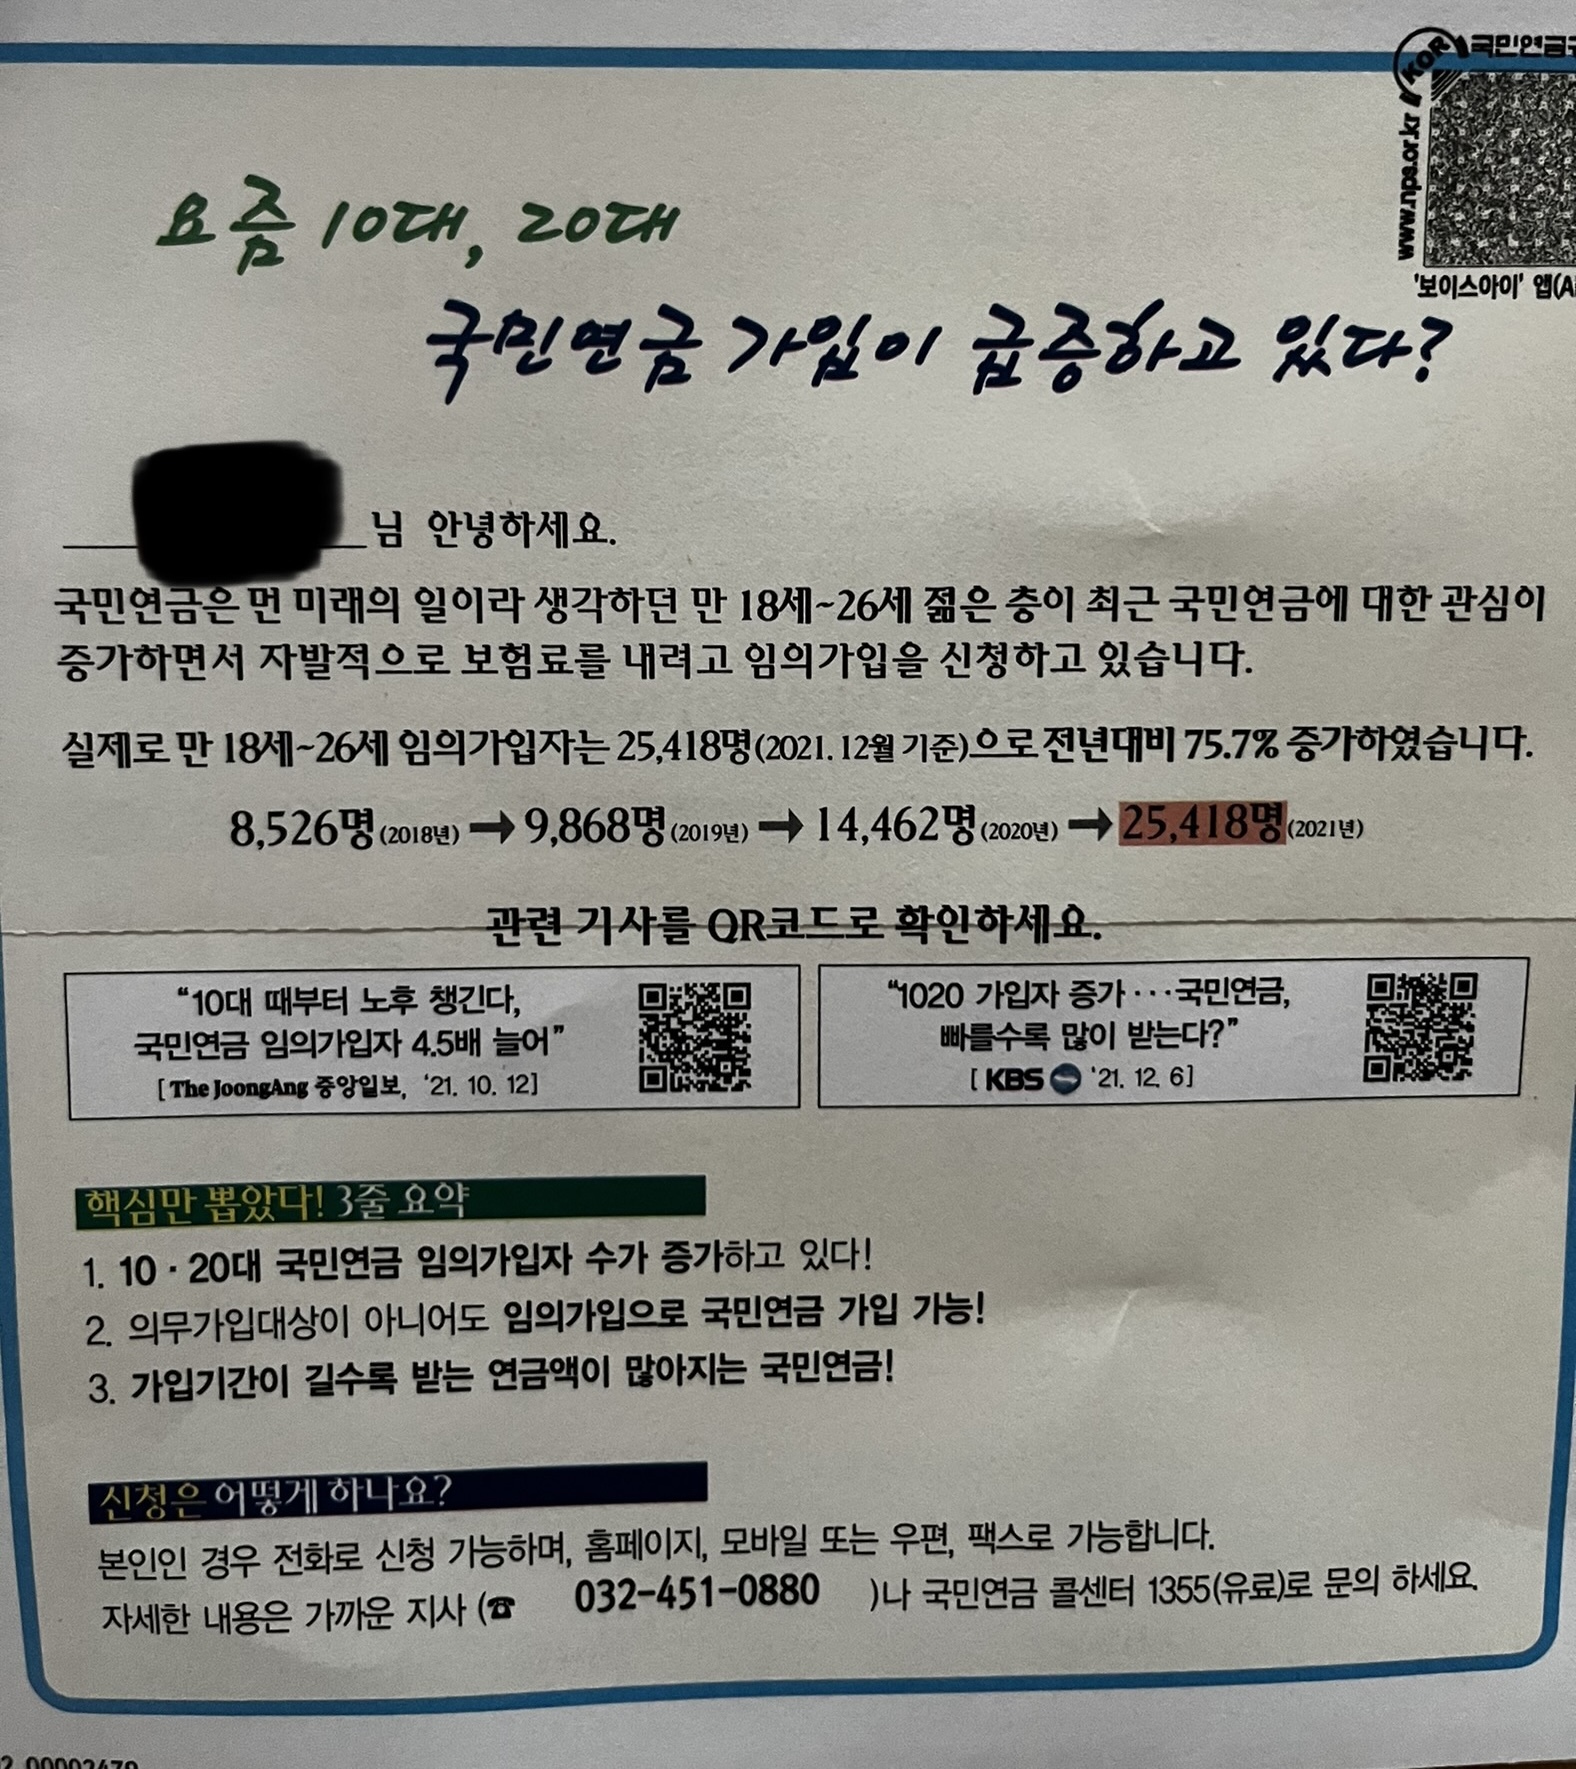 국민연금
www.nps.or.kr
'보이스아이' 앱(A
요즘 10대, 20대
국민연금 가입이 급증하고 있다?
님 안녕하세요.
국민연금은 먼 미래의 일이라 생각하던 만 18세~26세 젊은 층이 최근 국민연금에 대한 관심이
증가하면서 자발적으로 보험료를 내려고 임의가입을 신청하고 있습니다.
실제로 만 18세~26세 임의가입자는 25,418명(2021. 12월 기준)으로 전년대비 75.7% 증가하였습니다.
8,526명(2018년) ➞ 9,868명(2019년) ➞ 14,462명(2020년) ➞ 25,418명(2021년)
관련 기사를 QR코드로 확인하세요.
“10대 때부터 노후 챙긴다,
국민연금 임의가입자 4.5배 늘어”
[The JoongAng 중앙일보, ‘21. 10. 12]
“1020 가입자 증가···국민연금,
빠를수록 많이 받는다?”
[KBS ‘21. 12. 6]
핵심만 뽑았다! 3줄 요약
1. 10·20대 국민연금 임의가입자 수가 증가하고 있다!
2. 의무가입대상이 아니어도 임의가입으로 국민연금 가입 가능!
3. 가입기간이 길수록 받는 연금액이 많아지는 국민연금!
신청은 어떻게 하나요?
본인인 경우 전화로 신청 가능하며, 홈페이지, 모바일 또는 우편, 팩스로 가능합니다.
자세한 내용은 가까운 지사 (☎ 032-451-0880 )나 국민연금 콜센터 1355(유료)로 문의 하세요.